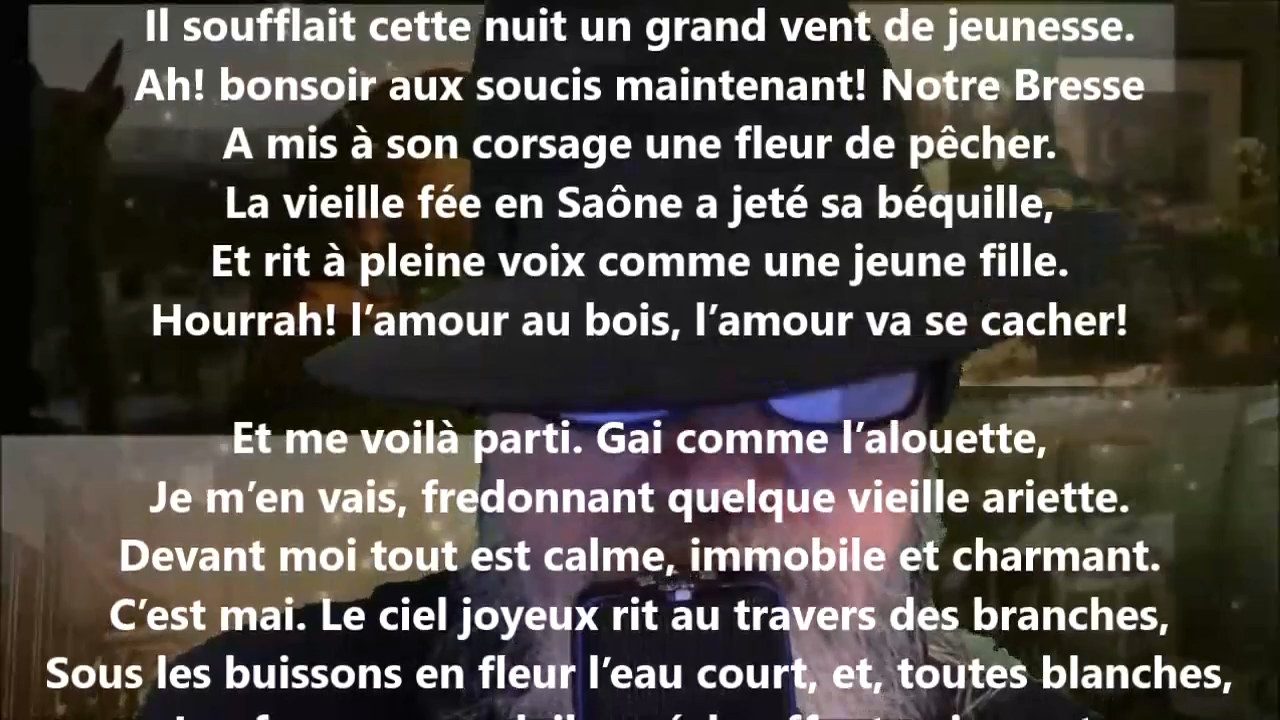 Il soufflait cette nuit un grand vent de jeunesse.
Ah! bonsoir aux soucis maintenant! Notre Bresse
A mis à son corsage une fleur de pêcher.
La vieille fée en Saône a jeté sa béquille,
Et rit à pleine voix comme une jeune fille.
Hourrah! l’amour au bois, l’amour va se cacher!
Et me voilà parti. Gai comme l’alouette,
Je m’en vais, fredonnant quelque vieille ariette.
Devant moi tout est calme, immobile et charmant.
C’est mai. Le ciel joyeux rit au travers des branches,
Sous les buissons en fleur l’eau court, et, toutes blanches,